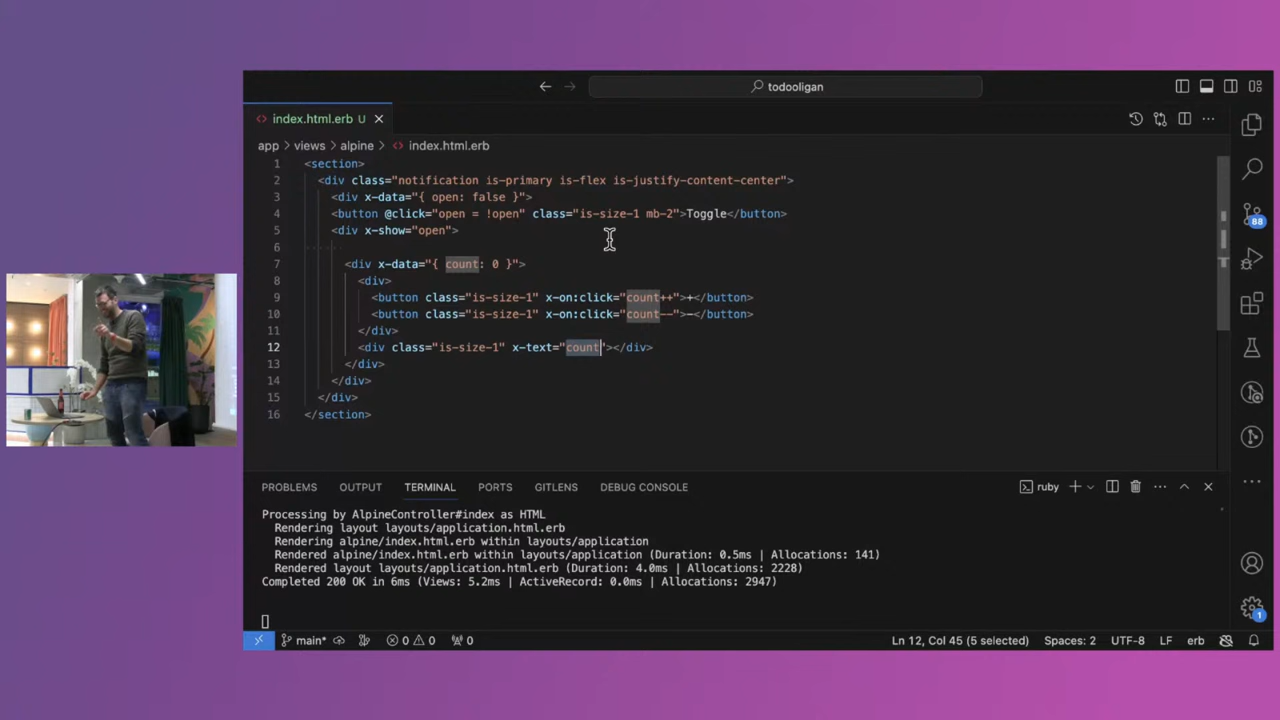 todooligan
index.html.erb U
app > views > alpine > index.html.erb
1 <section>
2 <div class="notification is-primary is-flex is-justify-content-center">
3 <div x-data="{ open: false }">
4 <button @click="open = !open" class="is-size-1 mb-2">Toggle</button>
5 <div x-show="open">
6
7 <div x-data="{ count: 0 }">
8 <div>
9 <button class="is-size-1" x-on:click="count++">+</button>
10 <button class="is-size-1" x-on:click="count--">-</button>
11 </div>
12 <div class="is-size-1" x-text="count"></div>
13 </div>
14 </div>
15 </div>
16 </section>
88
PROBLEMS OUTPUT TERMINAL PORTS GITLENS DEBUG CONSOLE ruby
Processing by AlpineController#index as HTML
Rendering layout layouts/application.html.erb
Rendering alpine/index.html.erb within layouts/application
Rendered alpine/index.html.erb within layouts/application (Duration: 0.5ms | Allocations: 141)
Rendered layout layouts/application.html.erb (Duration: 4.0ms | Allocations: 2228)
Completed 200 OK in 6ms (Views: 5.2ms | ActiveRecord: 0.0ms | Allocations: 2947)
1
main* 0 0 0 Ln 12, Col 45 (5 selected) Spaces: 2 UTF-8 LF erb